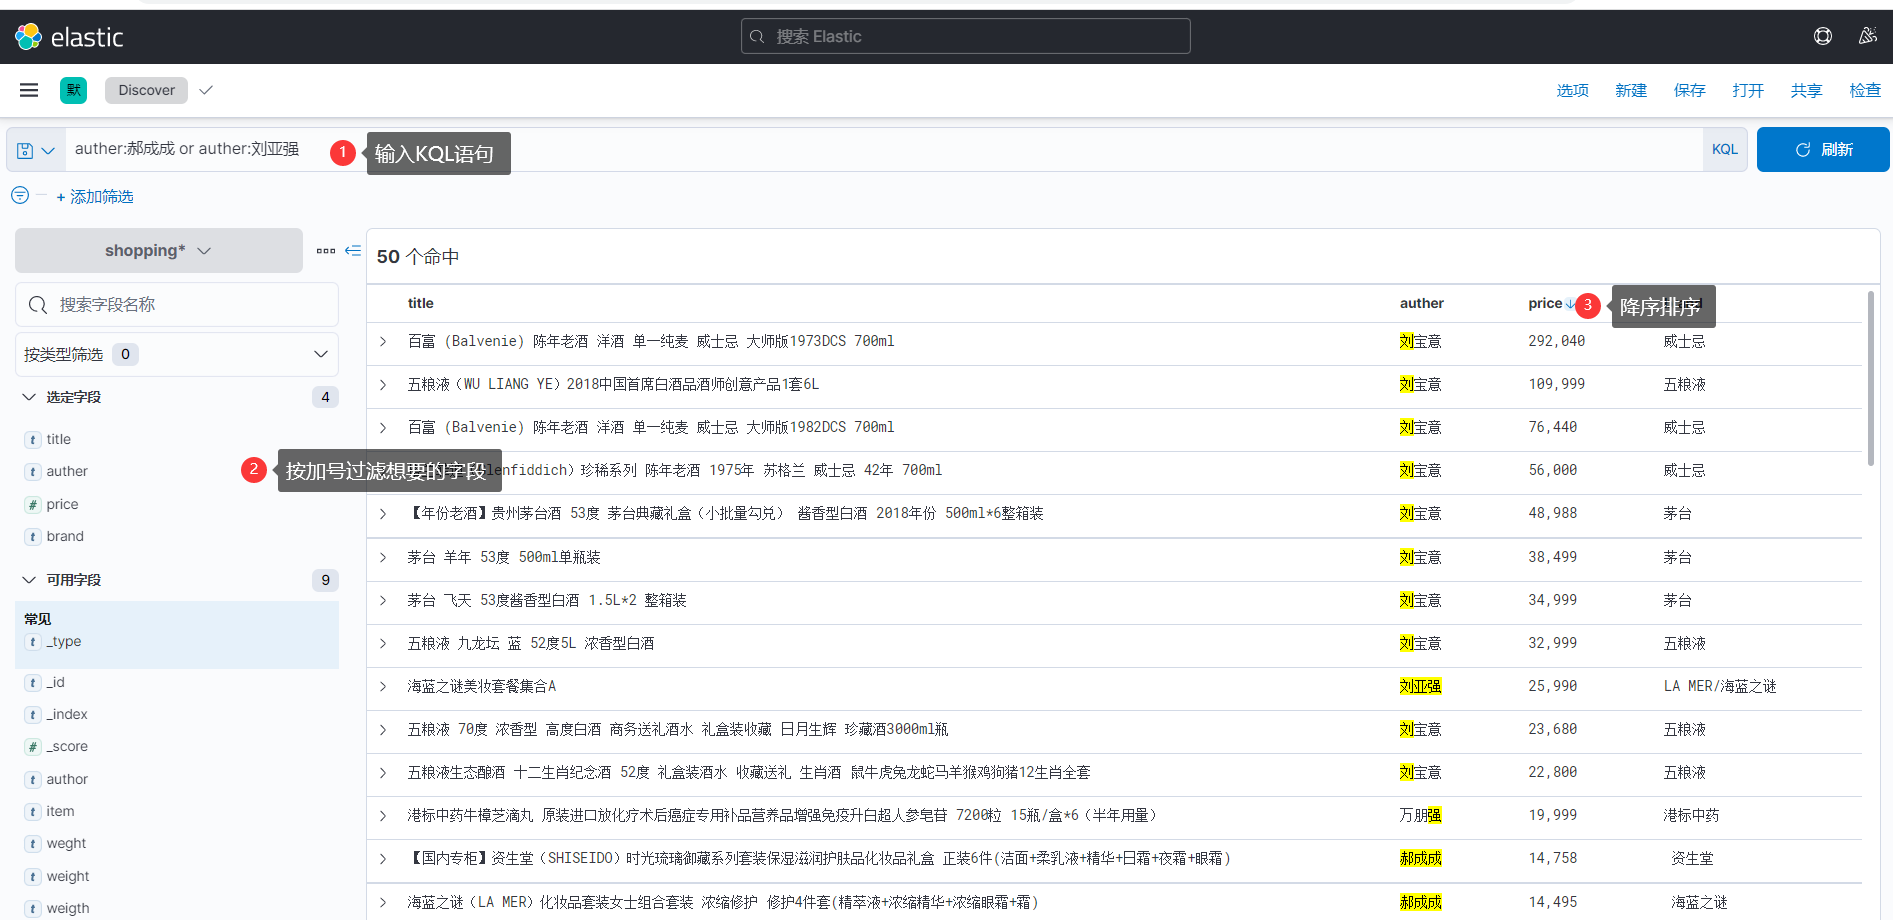 elastic
搜索 Elastic
默
Discover
选项 新建 保存 打开 共享 检查
auther:郝成成 or auther:刘亚强
1 输入KQL语句
KQL
刷新
+ 添加筛选
shopping*
搜索字段名称
按类型筛选 0
选定字段 4
t title
t auther
# price
t brand
2 按加号过滤想要的字段
可用字段 9
常见
t _type
t _id
t _index
# _score
t author
t item
t weght
t weight
t weigth
50 个命中
title auther price
3 降序排序
百富 (Balvenie) 陈年老酒 洋酒 单一纯麦 威士忌 大师版1973DCS 700ml 刘宝意 292,040 威士忌
五粮液（WU LIANG YE）2018中国首席白酒品酒师创意产品1套6L 刘宝意 109,999 五粮液
百富 (Balvenie) 陈年老酒 洋酒 单一纯麦 威士忌 大师版1982DCS 700ml 刘宝意 76,440 威士忌
lenfiddich）珍稀系列 陈年老酒 1975年 苏格兰 威士忌 42年 700ml 刘宝意 56,000 威士忌
【年份老酒】贵州茅台酒 53度 茅台典藏礼盒（小批量勾兑） 酱香型白酒 2018年份 500ml*6整箱装 刘宝意 48,988 茅台
茅台 羊年 53度 500ml单瓶装 刘宝意 38,499 茅台
茅台 飞天 53度酱香型白酒 1.5L*2 整箱装 刘宝意 34,999 茅台
五粮液 九龙坛 蓝 52度5L 浓香型白酒 刘宝意 32,999 五粮液
海蓝之谜美妆套餐集合A 刘亚强 25,990 LA MER/海蓝之谜
五粮液 70度 浓香型 高度白酒 商务送礼酒水 礼盒装收藏 日月生辉 珍藏酒3000ml瓶 刘宝意 23,680 五粮液
五粮液生态酿酒 十二生肖纪念酒 52度 礼盒装酒水 收藏送礼 生肖酒 鼠牛虎兔龙蛇马羊猴鸡狗猪12生肖全套 刘宝意 22,800 五粮液
港标中药牛樟芝滴丸 原装进口放化疗术后癌症专用补品营养品增强免疫升白超人参皂苷 7200粒 15瓶/盒*6（半年用量） 万朋强 19,999 港标中药
【国内专柜】资生堂（SHISEIDO）时光琉璃御藏系列套装保湿滋润护肤品化妆品礼盒 正装6件(洁面+柔乳液+精华+日霜+夜霜+眼霜) 郝成成 14,758 资生堂
海蓝之谜（LA MER）化妆品套装女士组合套装 浓缩修护 修护4件套(精萃液+浓缩精华+浓缩眼霜+霜) 郝成成 14,495 海蓝之谜